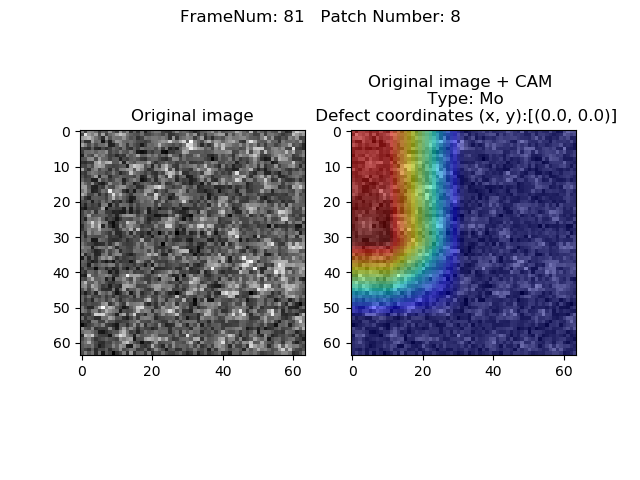 FrameNum: 81   Patch Number: 8
Original image
Original image + CAM
Type: Mo
Defect coordinates (x, y):[(0.0, 0.0)]
0
10
20
30
40
50
60
0 20 40 60
0
10
20
30
40
50
60
0 20 40 60